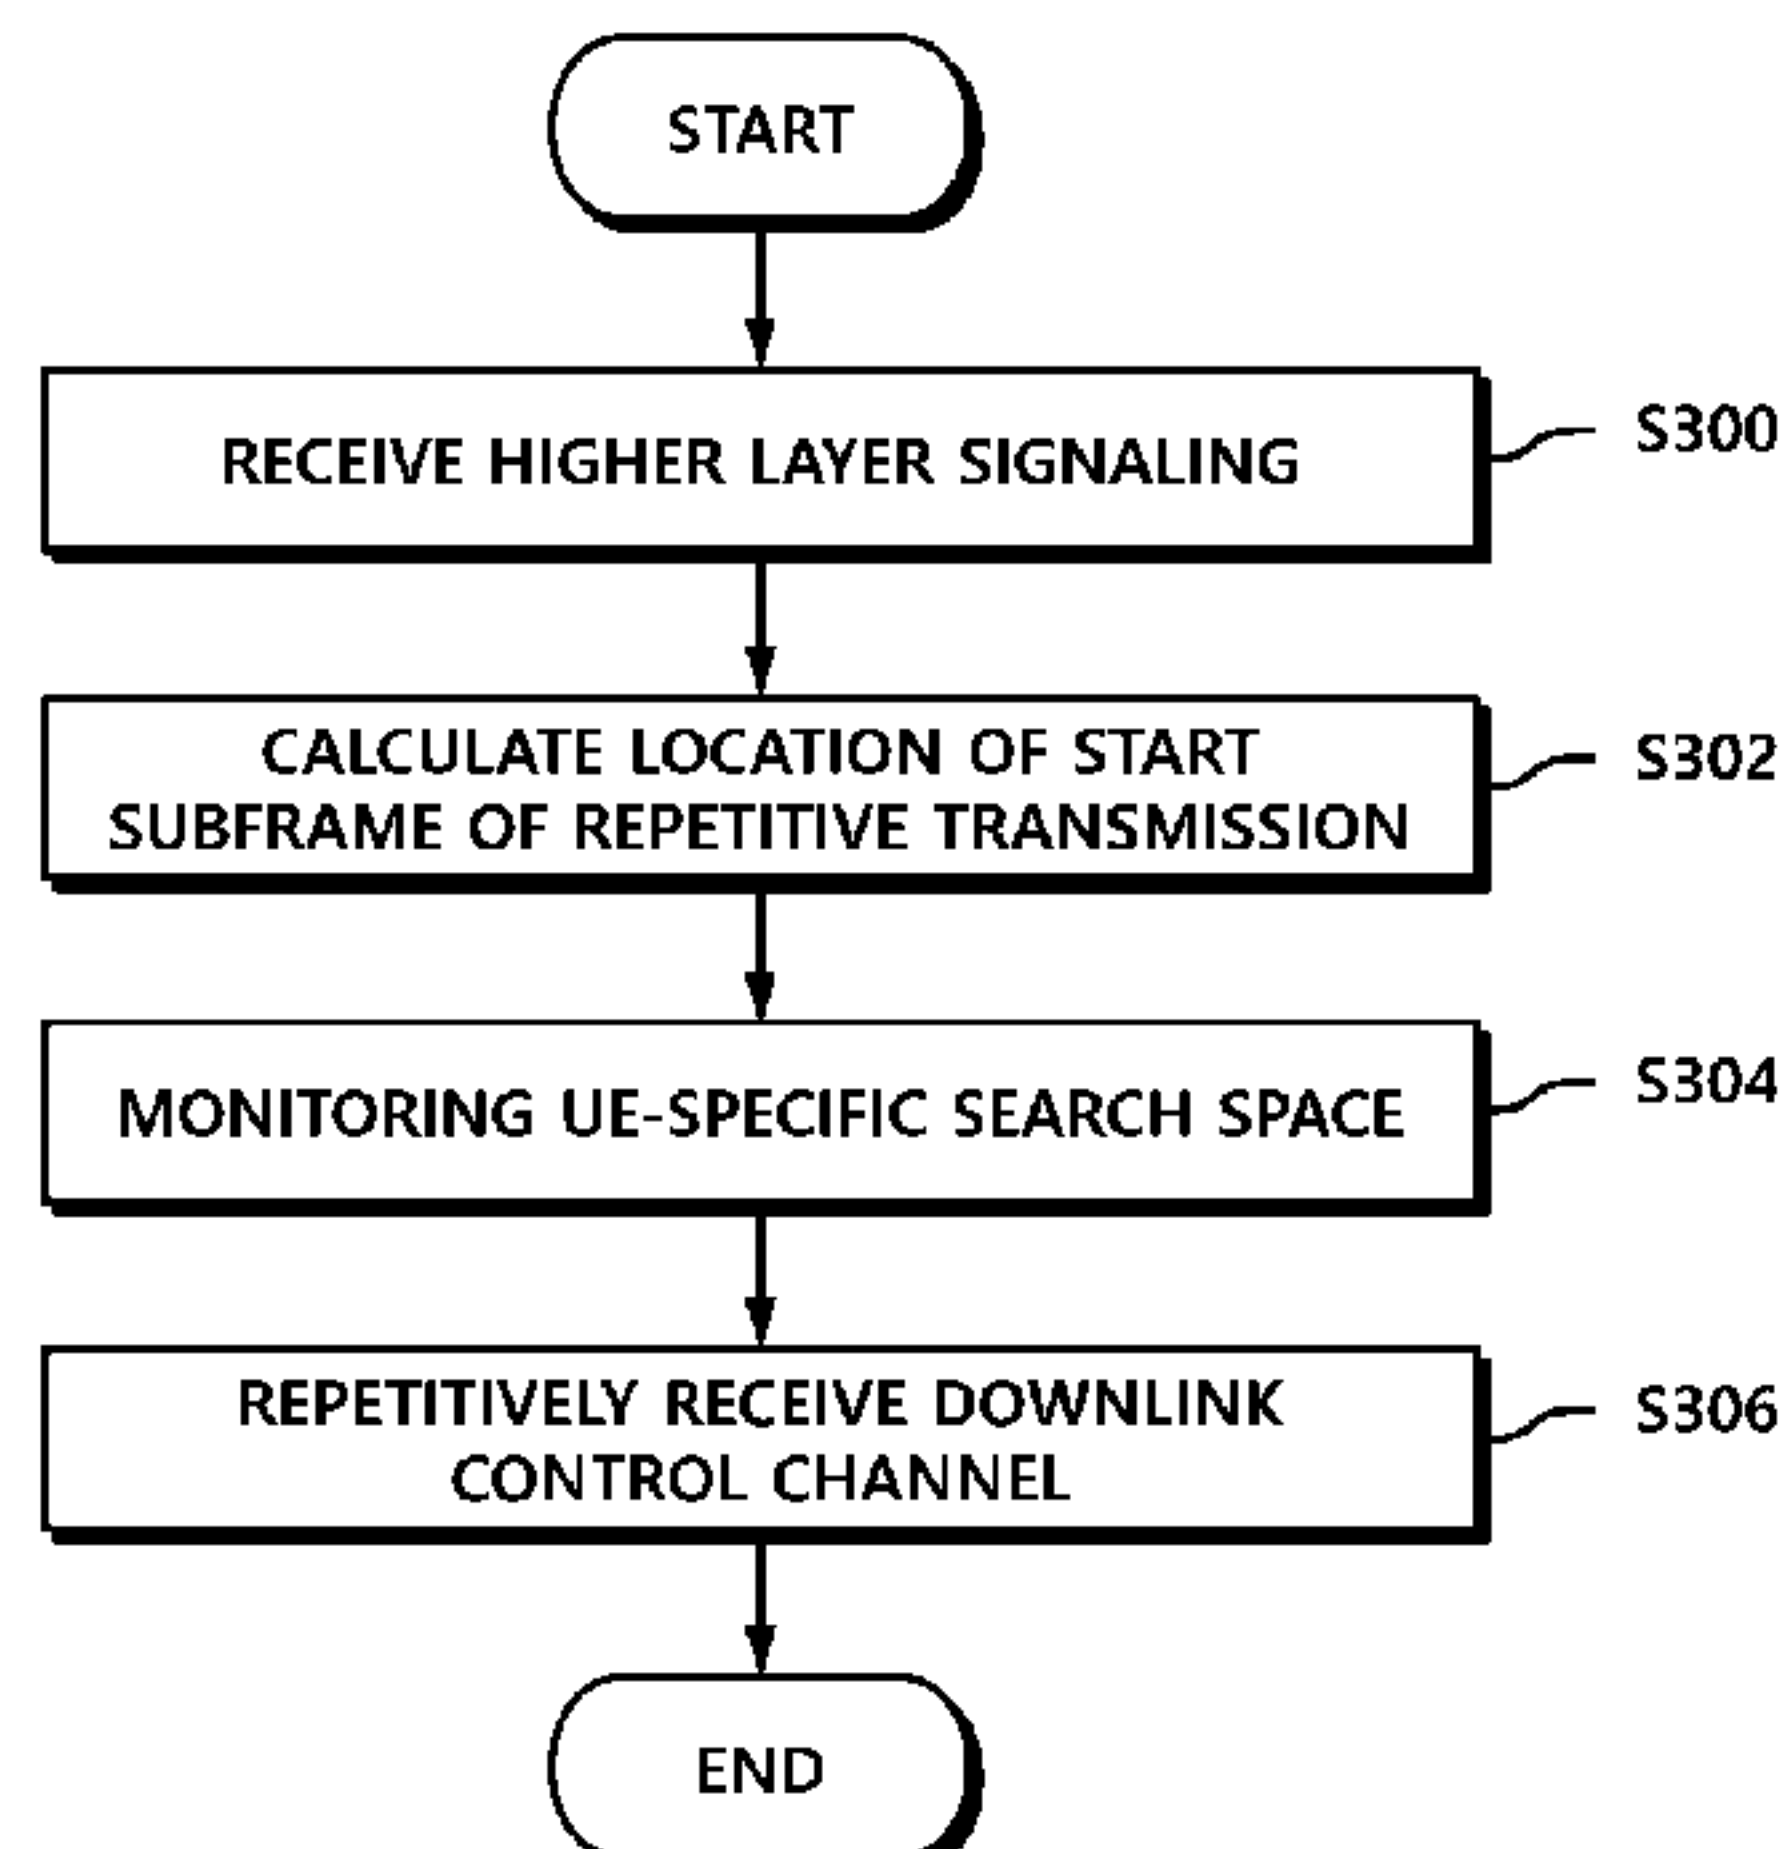 START
RECEIVE HIGHER LAYER SIGNALING
S300
CALCULATE LOCATION OF START
SUBFRAME OF REPETITIVE TRANSMISSION
S302
MONITORING UE-SPECIFIC SEARCH SPACE
S304
REPETITIVELY RECEIVE DOWNLINK
CONTROL CHANNEL
S306
END